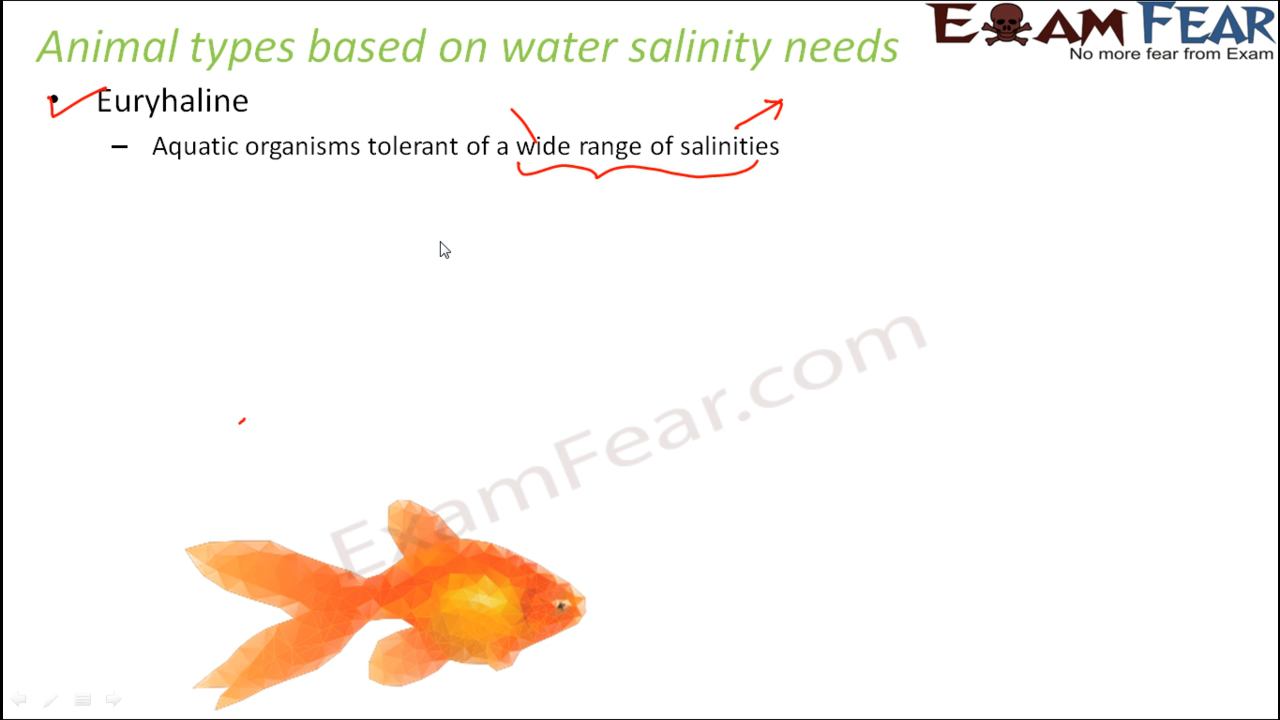 Animal types based on water salinity needs
EXAM FEAR
No more fear from Exam
• Euryhaline
– Aquatic organisms tolerant of a wide range of salinities
ExamFear.com